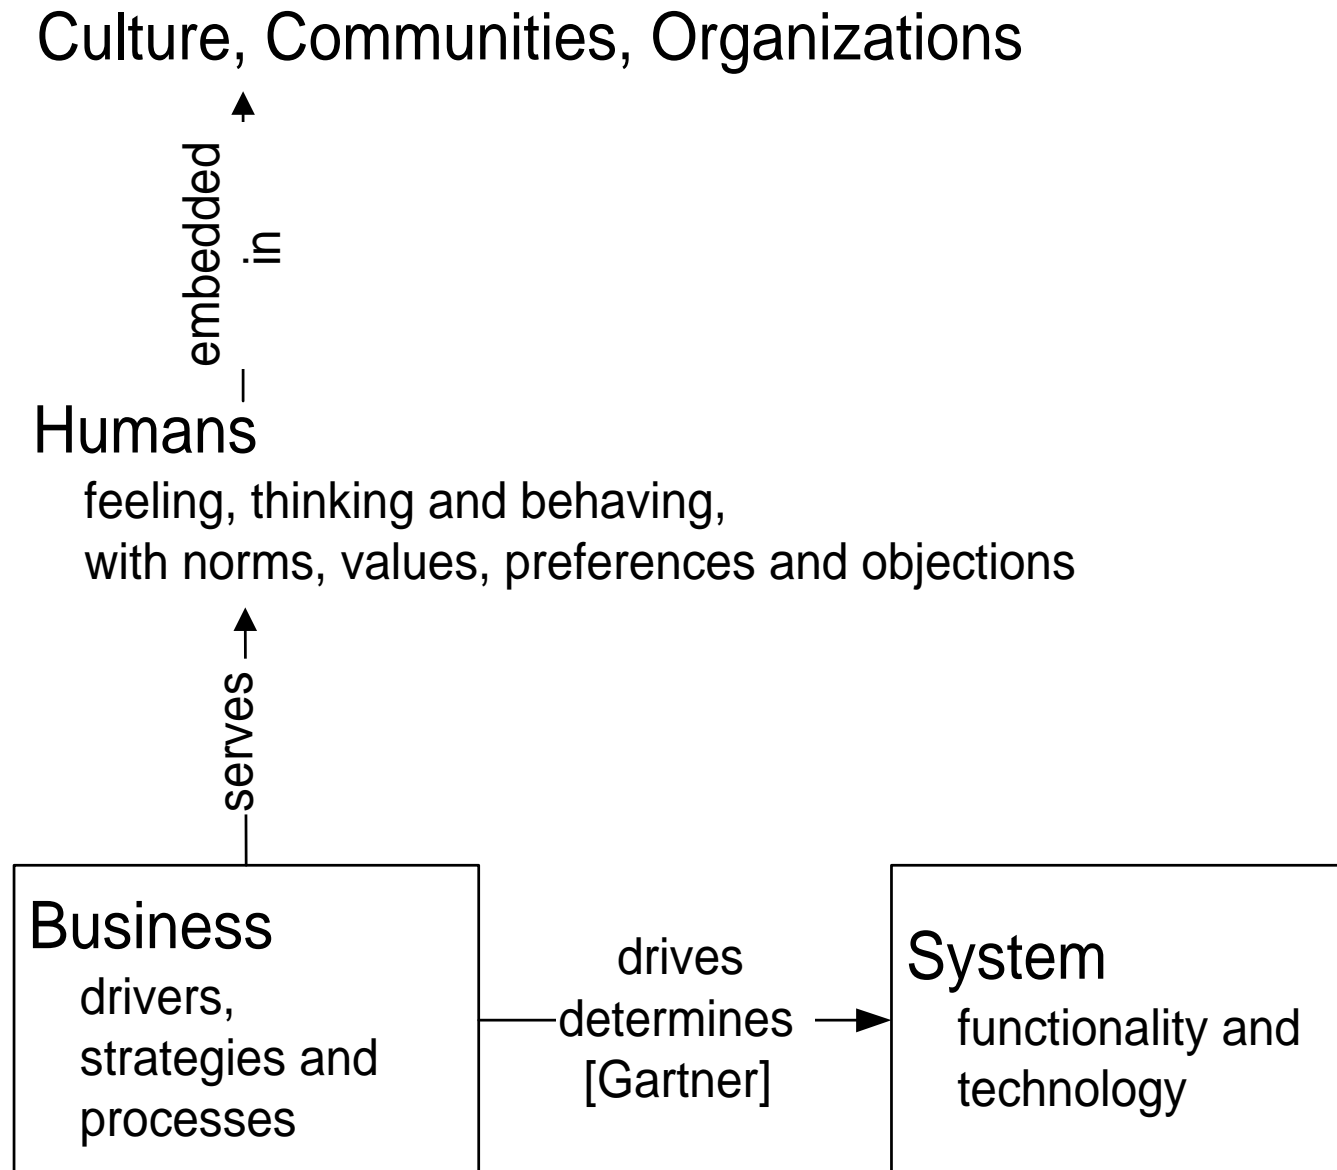 Culture, Communities, Organizations
embedded
in
Humans
feeling, thinking and behaving,
with norms, values, preferences and objections
serves
Business
drivers,
strategies and
processes
drives
determines
[Gartner]
System
functionality and
technology